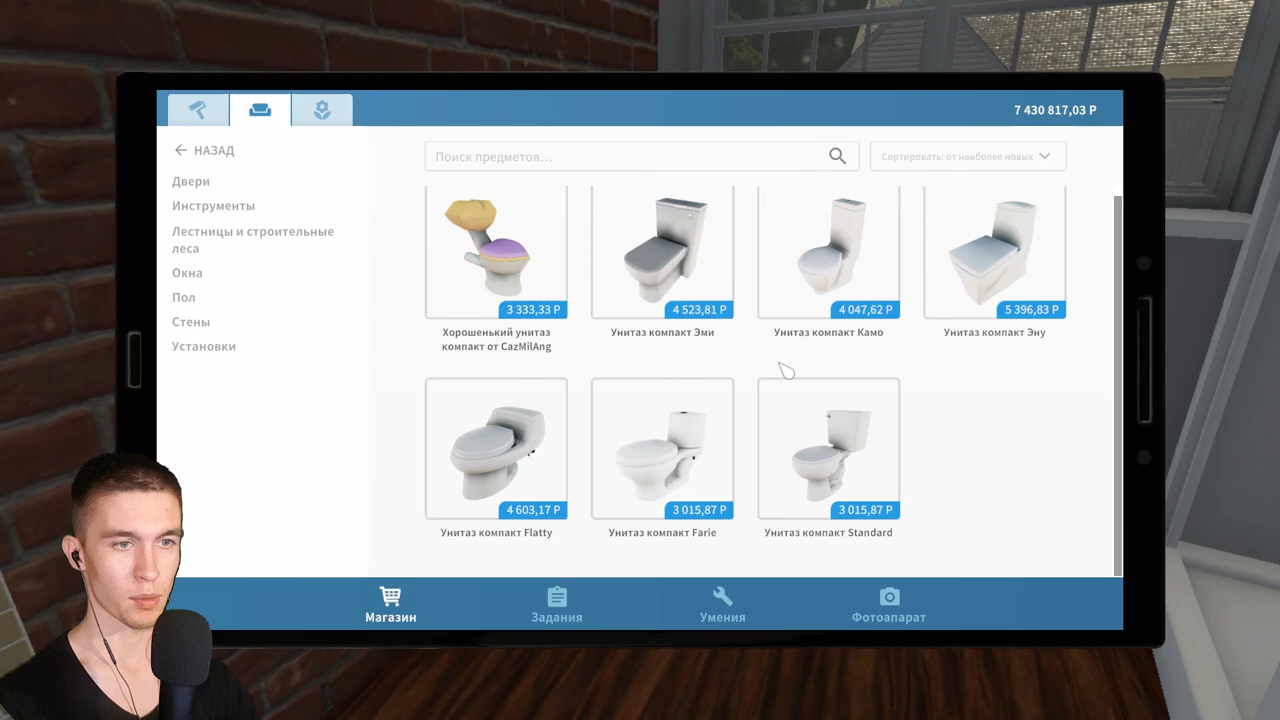 7 430 817,03 Р
НАЗАД
Двери
Инструменты
Лестницы и строительные
леса
Окна
Пол
Стены
Установки
Поиск предметов...
Сортировать: от наиболее новых
3 333,33 Р
Хорошенький унитаз
компакт от CazMilAng
4 523,81 Р
Унитаз компакт Эми
4 047,62 Р
Унитаз компакт Камо
5 396,83 Р
Унитаз компакт Эну
4 603,17 Р
Унитаз компакт Flatty
3 015,87 Р
Унитаз компакт Farie
3 015,87 Р
Унитаз компакт Standard
Магазин
Задания
Умения
Фотоапарат